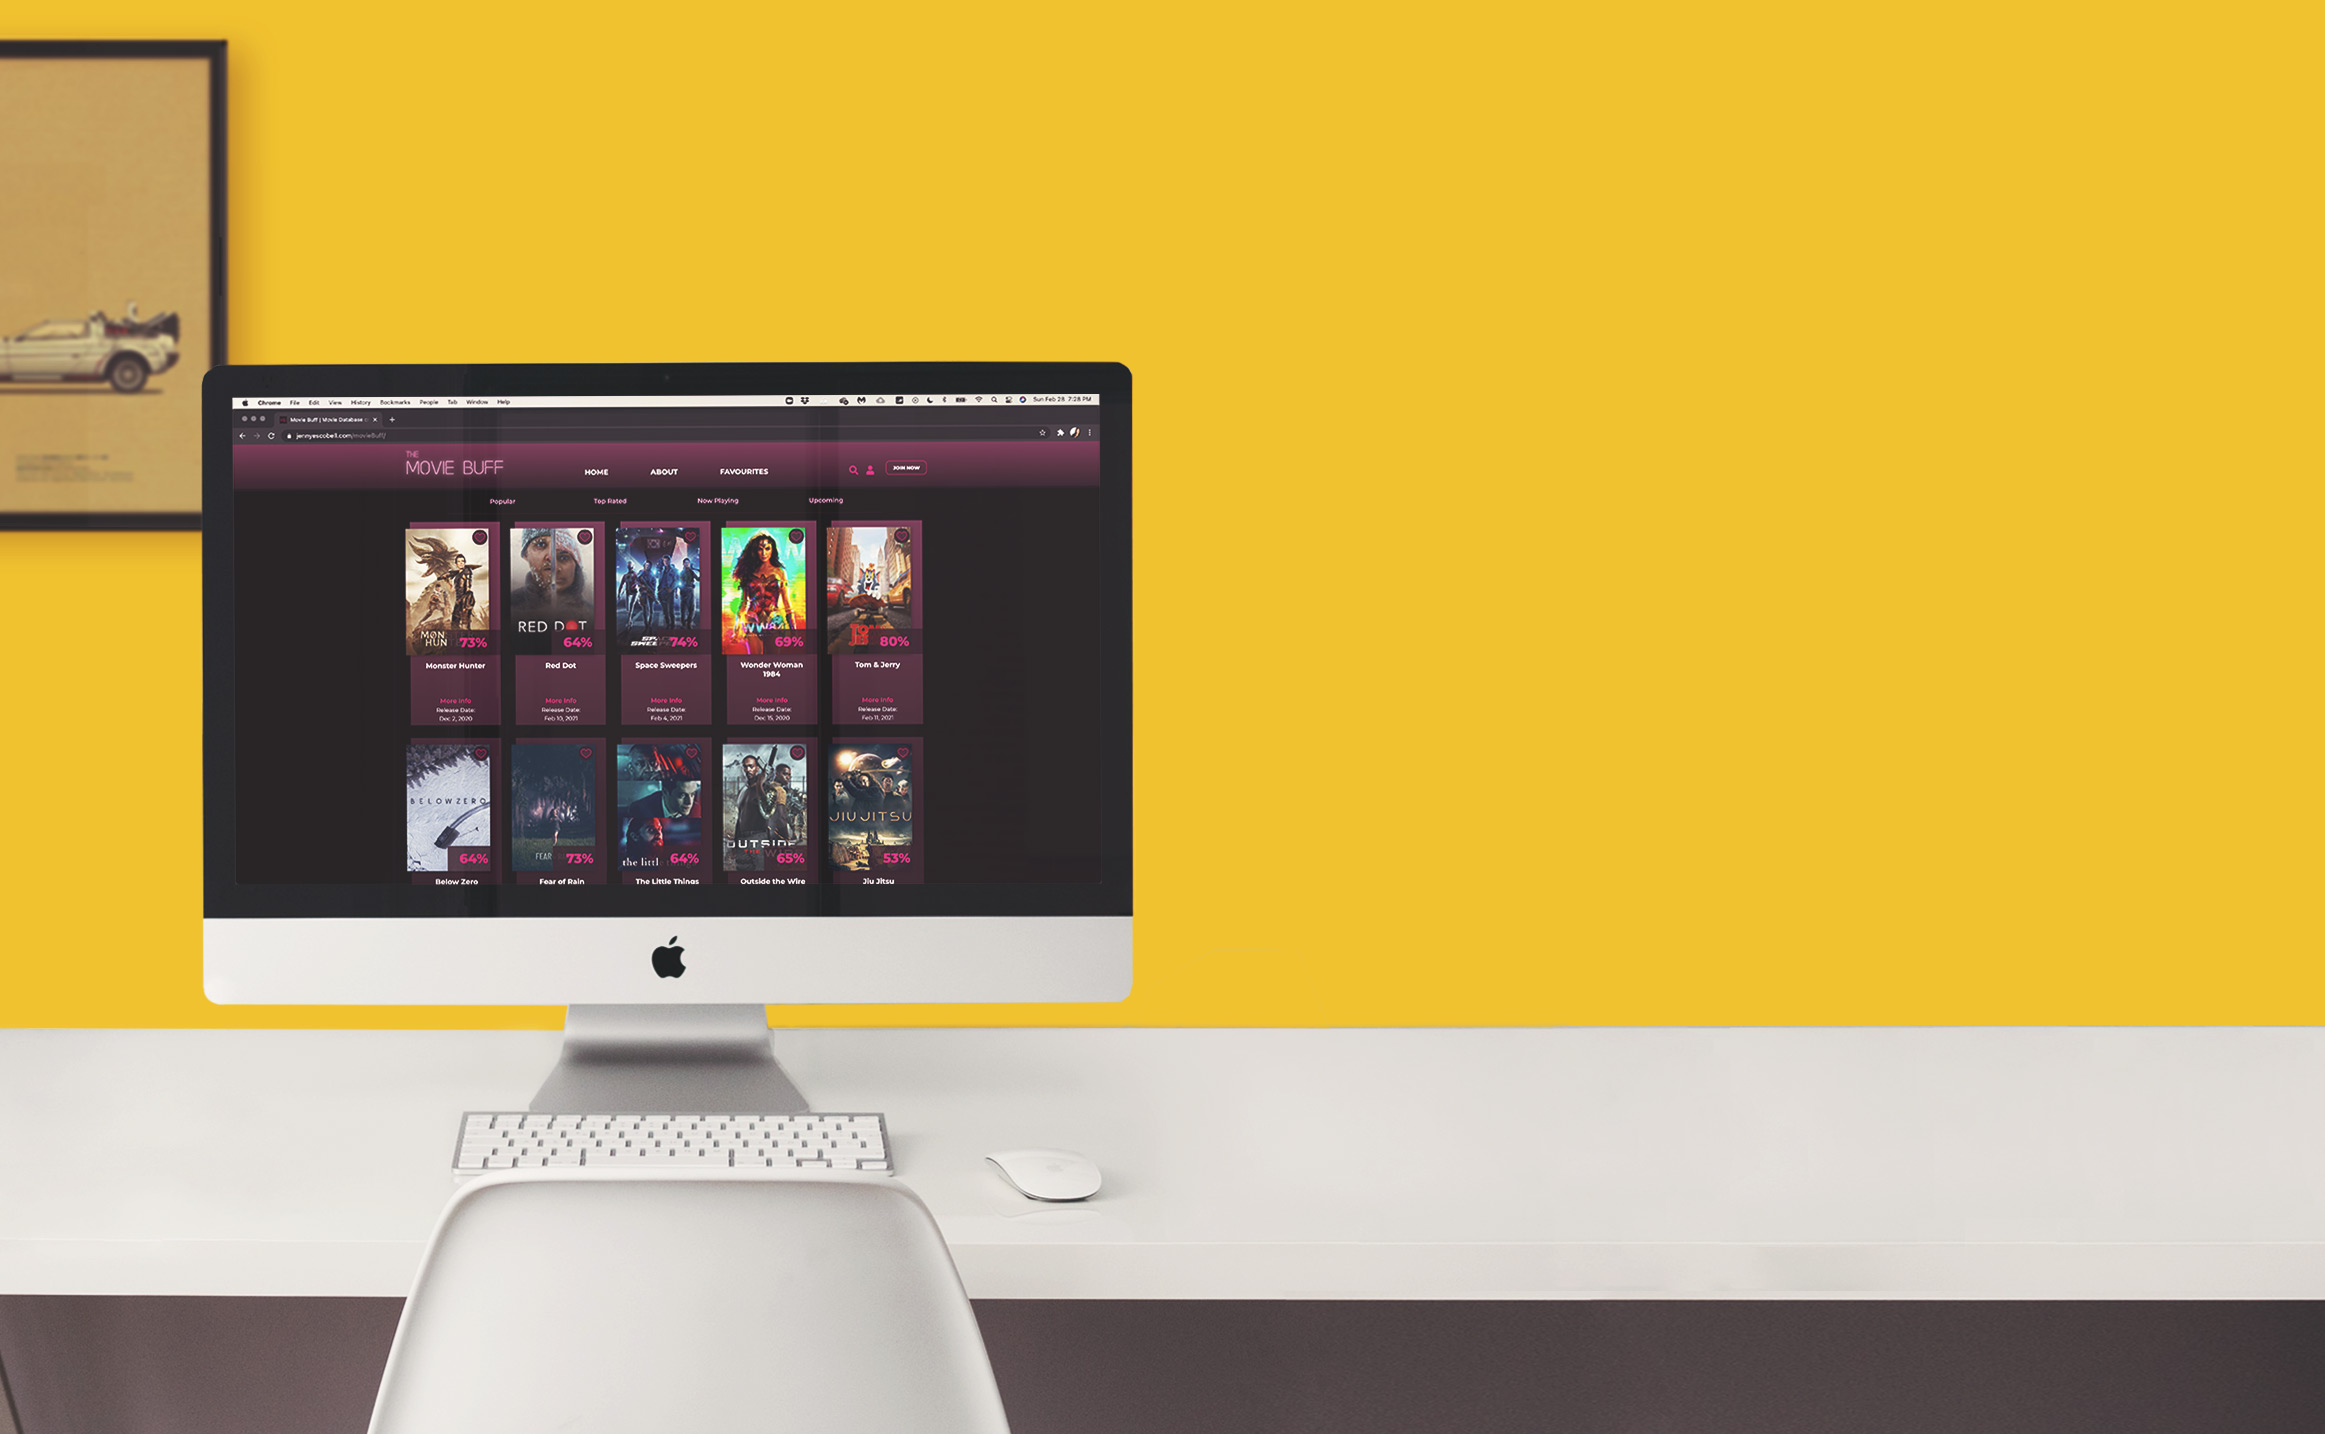 Chrome File Edit View History Bookmarks People Tab Window Help
Sun Feb 28 7:28 PM
Movie Buff | Movie Database
jennyescobell.com/movieBuff/
THE
MOVIE BUFF
HOME ABOUT FAVOURITES
JOIN NOW
Popular Top Rated Now Playing Upcoming
MON
HUN
73%
RED DOT
64%
74%
WW84
69%
80%
Monster Hunter
Red Dot
Space Sweepers
Wonder Woman
1984
Tom & Jerry
More Info More Info More Info More Info More Info
Release Date: Release Date: Release Date: Release Date: Release Date:
Dec 2, 2020 Feb 10, 2021 Feb 4, 2021 Dec 15, 2020 Feb 11, 2021
BELOWZERO
64%
FEAR
73%
the littl
64%
OUTSIDE
THE WIRE
65%
JIU JITSU
53%
Below Zero
Fear of Rain
The Little Things
Outside the Wire
Jiu Jitsu